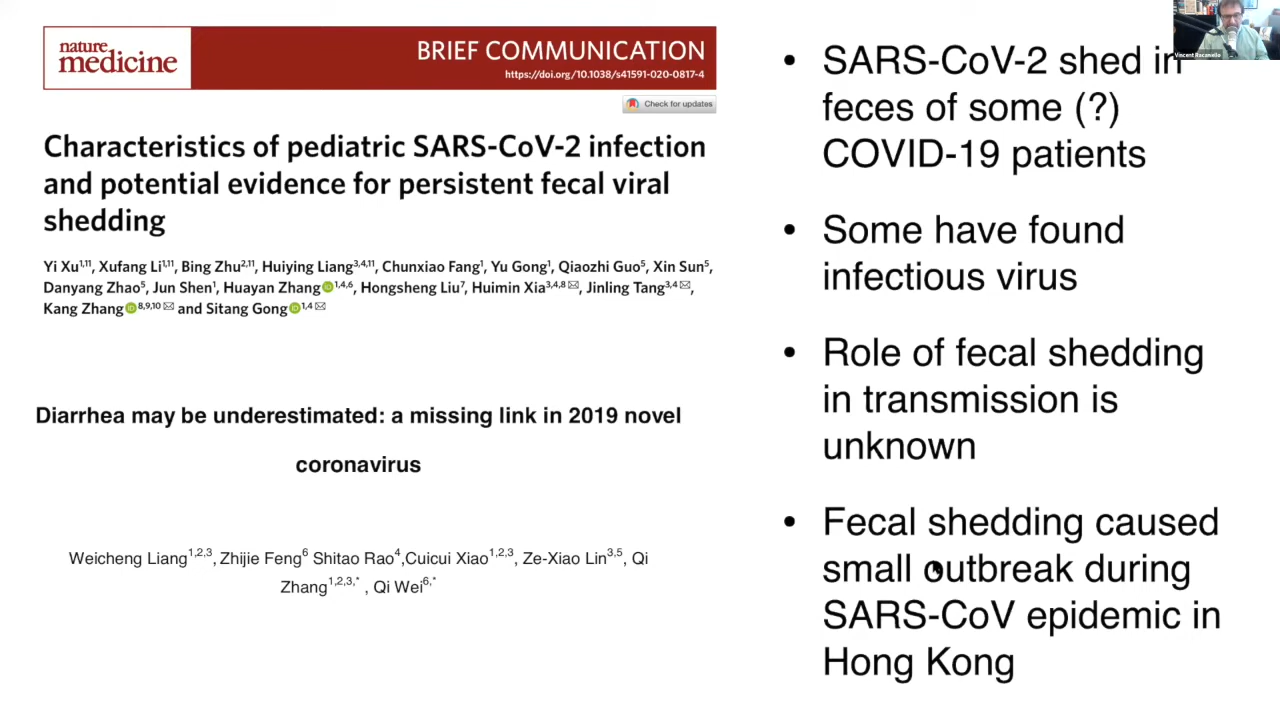 nature
medicine
BRIEF COMMUNICATION
https://doi.org/10.1038/s41591-020-0817-4
Check for updates
Characteristics of pediatric SARS-CoV-2 infection
and potential evidence for persistent fecal viral
shedding
Yi Xu1,11, Xufang Li1,11, Bing Zhu2,11, Huiying Liang3,4,11, Chunxiao Fang1, Yu Gong1, Qiaozhi Guo5, Xin Sun5,
Danyang Zhao5, Jun Shen1, Huayan Zhang1,4,6, Hongsheng Liu7, Huimin Xia3,4,8✉, Jinling Tang3,4✉,
Kang Zhang8,9,10✉ and Sitang Gong1,4✉
Diarrhea may be underestimated: a missing link in 2019 novel
coronavirus
Weicheng Liang1,2,3, Zhijie Feng6 Shitao Rao4,Cuicui Xiao1,2,3, Ze-Xiao Lin3,5, Qi
Zhang1,2,3,*, Qi Wei6,*
• SARS-CoV-2 shed in
feces of some (?)
COVID-19 patients
• Some have found
infectious virus
• Role of fecal shedding
in transmission is
unknown
• Fecal shedding caused
small outbreak during
SARS-CoV epidemic in
Hong Kong
Vincent Racaniello